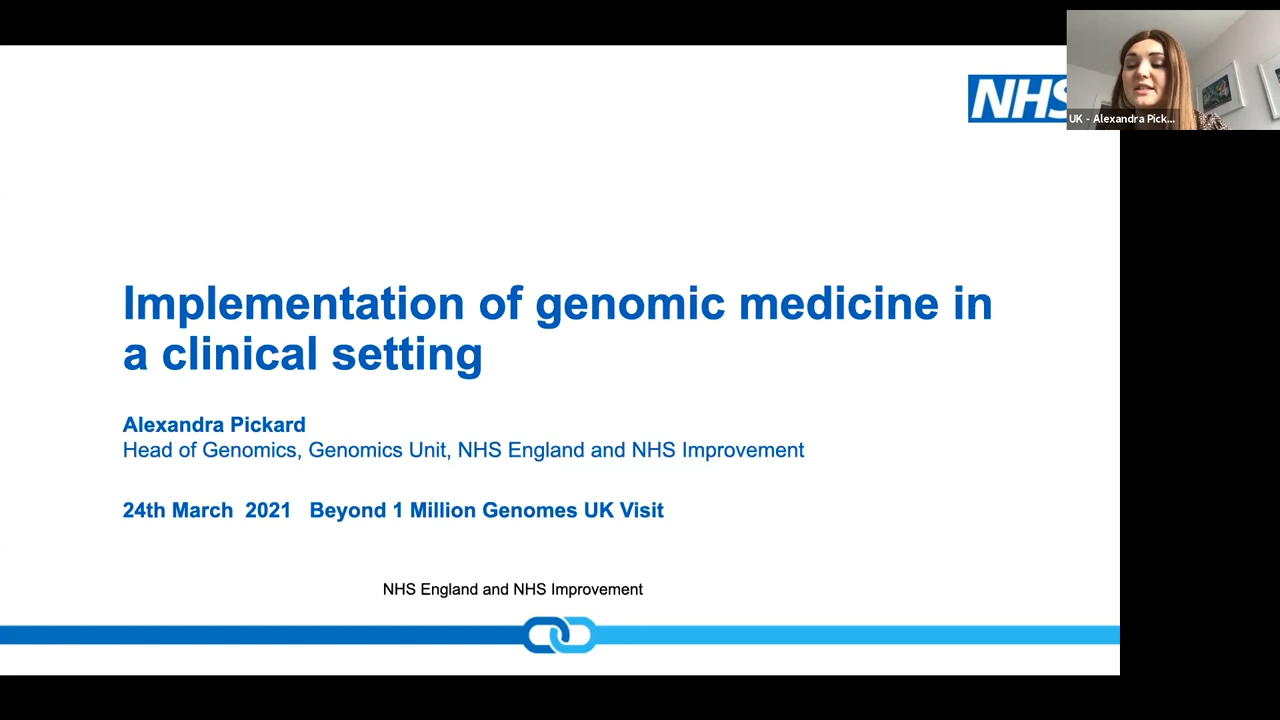 NHS
UK - Alexandra Pick...
Implementation of genomic medicine in
a clinical setting
Alexandra Pickard
Head of Genomics, Genomics Unit, NHS England and NHS Improvement
24th March 2021 Beyond 1 Million Genomes UK Visit
NHS England and NHS Improvement